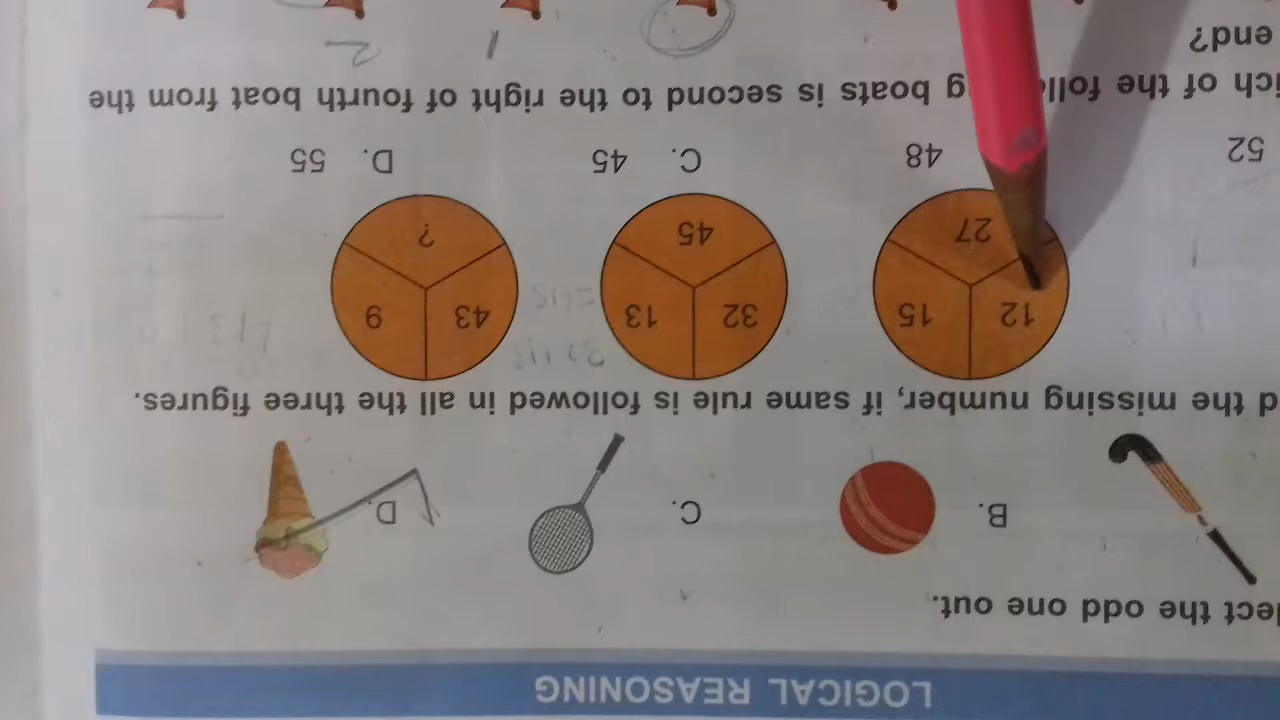 LOGICAL REASONING
lect the odd one out.
B. C. D.
d the missing number, if same rule is followed in all the three figures.
12 15 32 13 43 9
27 45 ?
52 48 C. 45 D. 55
ich of the foll g boats is second to the right of fourth boat from the
end?
1 2